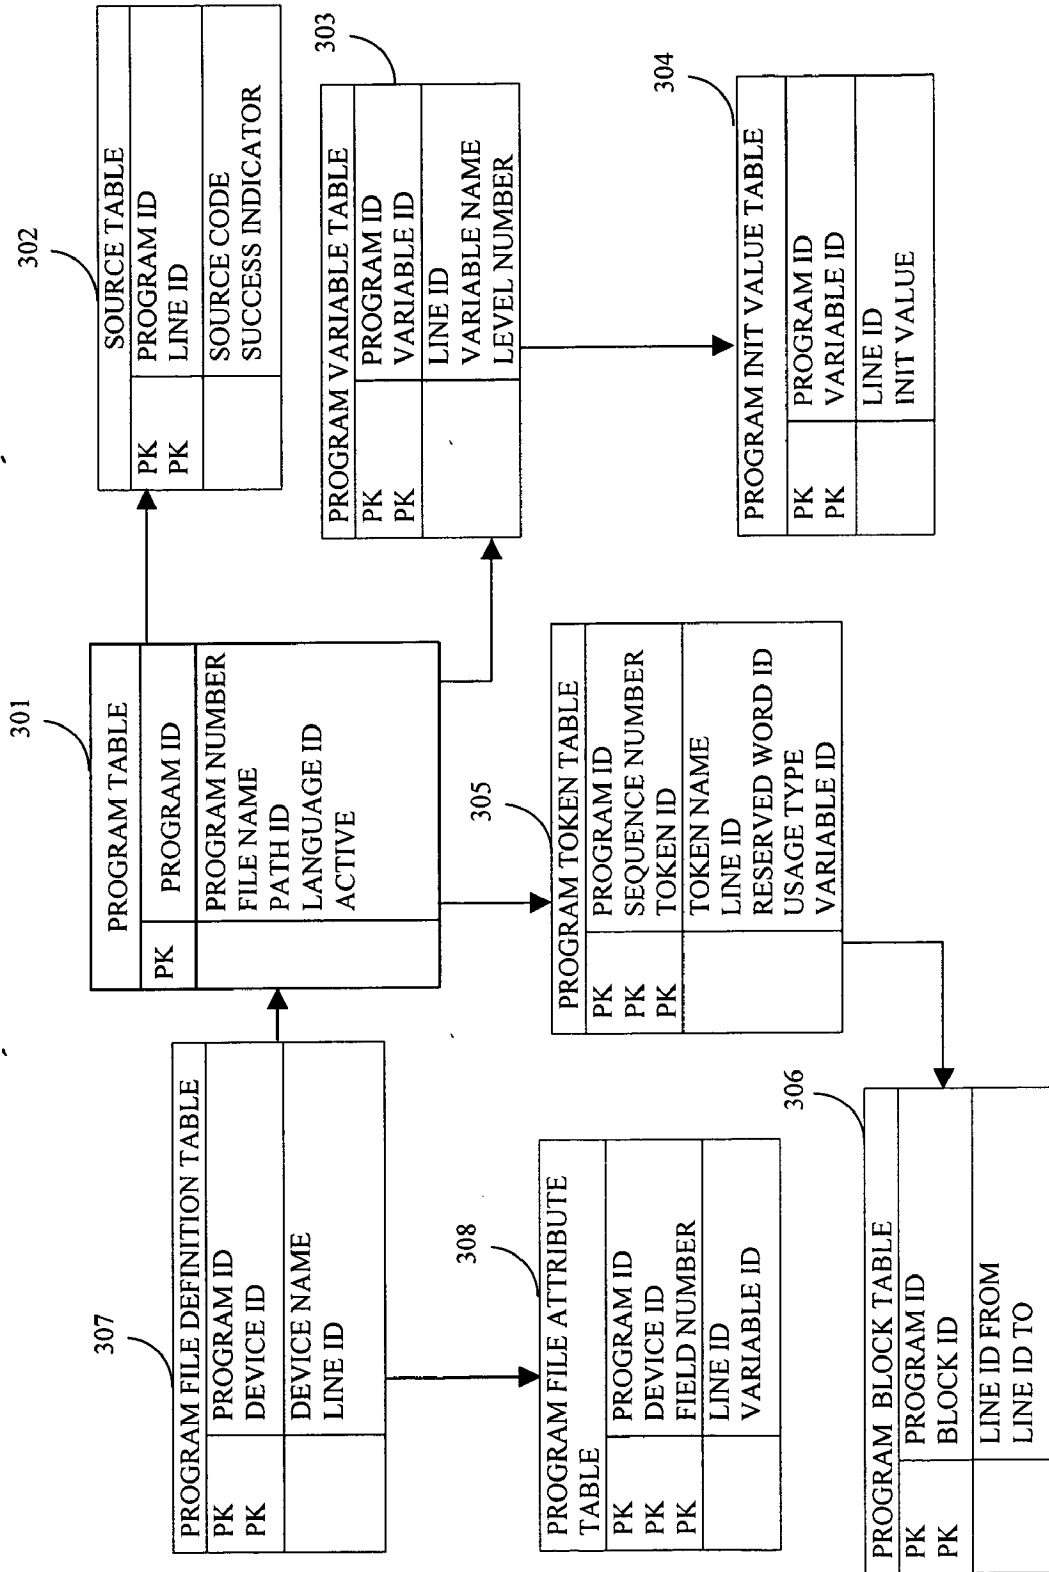 307
PROGRAM FILE DEFINITION TABLE
PK PROGRAM ID
PK DEVICE ID
DEVICE NAME
LINE ID
301
PROGRAM TABLE
PK PROGRAM ID
PROGRAM NUMBER
FILE NAME
PATH ID
LANGUAGE ID
ACTIVE
302
SOURCE TABLE
PK PROGRAM ID
PK LINE ID
SOURCE CODE
SUCCESS INDICATOR
303
PROGRAM VARIABLE TABLE
PK PROGRAM ID
PK VARIABLE ID
LINE ID
VARIABLE NAME
LEVEL NUMBER
308
PROGRAM FILE ATTRIBUTE
TABLE
PK PROGRAM ID
PK DEVICE ID
PK FIELD NUMBER
LINE ID
VARIABLE ID
305
PROGRAM TOKEN TABLE
PK PROGRAM ID
PK SEQUENCE NUMBER
PK TOKEN ID
TOKEN NAME
LINE ID
RESERVED WORD ID
USAGE TYPE
VARIABLE ID
304
PROGRAM INIT VALUE TABLE
PK PROGRAM ID
PK VARIABLE ID
LINE ID
INIT VALUE
306
PROGRAM BLOCK TABLE
PK PROGRAM ID
PK BLOCK ID
LINE ID FROM
LINE ID TO